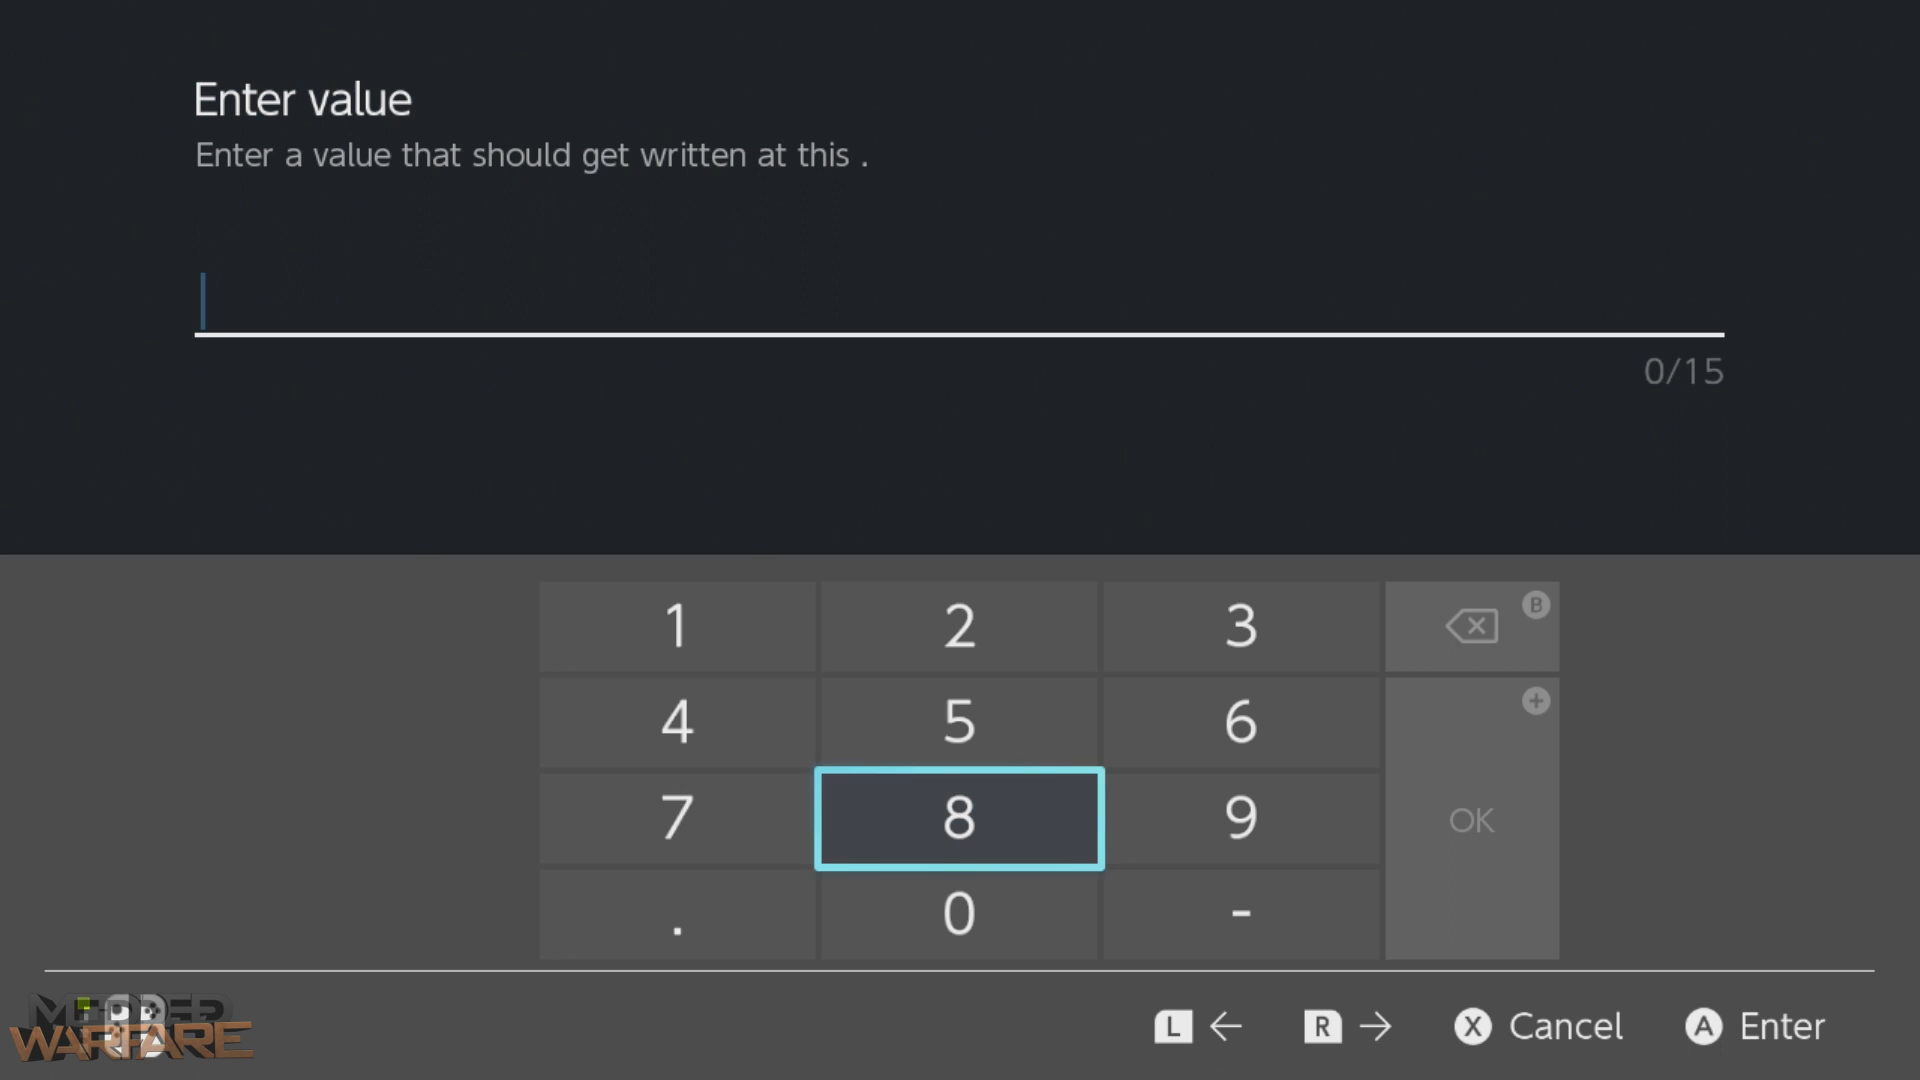 Enter value
Enter a value that should get written at this .
0/15
1 2 3 B
4 5 6 +
7 8 9 OK
. 0 -
MODDED
WARFARE
L ← R → X Cancel A Enter